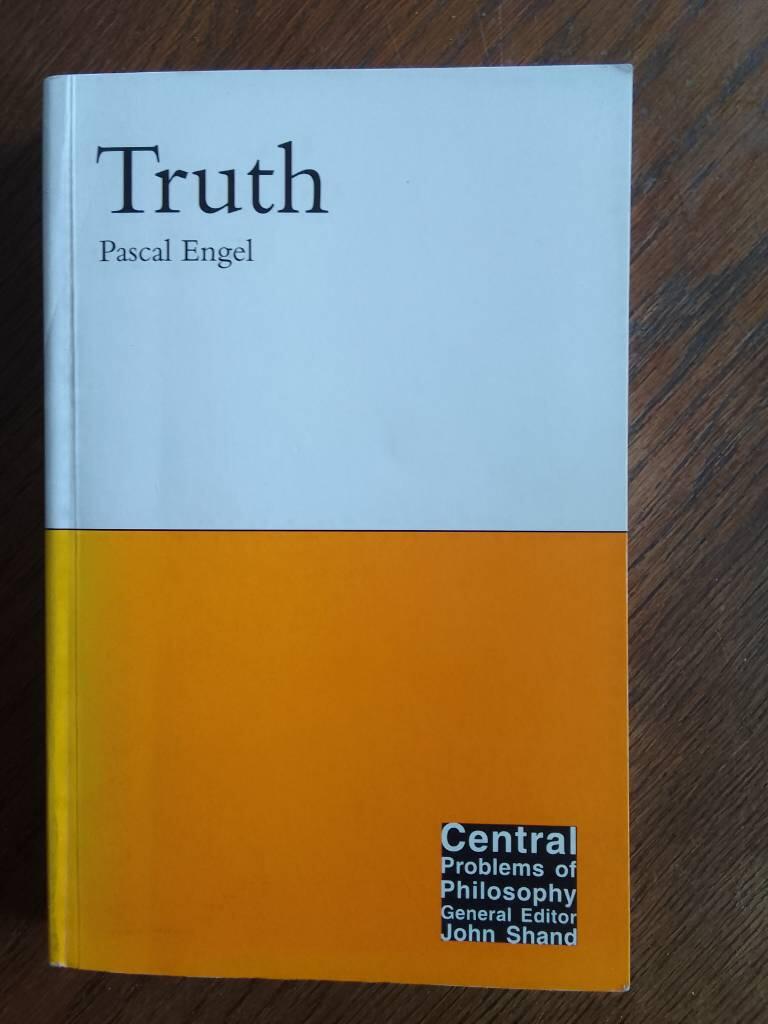 Truth
Pascal Engel
Central
Problems of
Philosophy
General Editor
John Shand